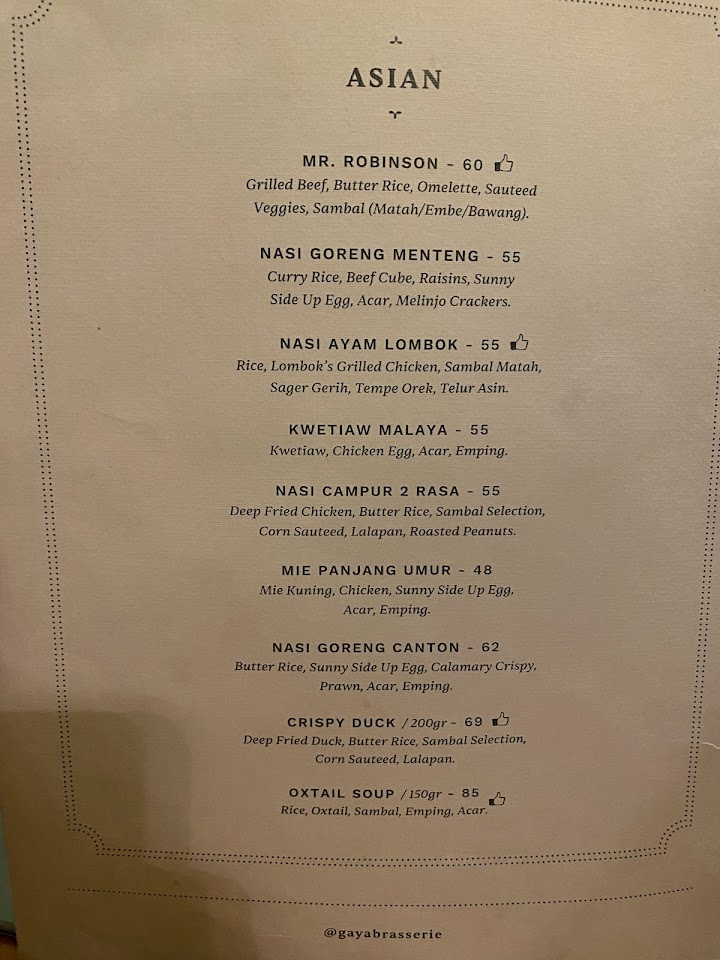 ASIAN
MR. ROBINSON - 60
Grilled Beef, Butter Rice, Omelette, Sauteed
Veggies, Sambal (Matah/Embe/Bawang).
NASI GORENG MENTENG - 55
Curry Rice, Beef Cube, Raisins, Sunny
Side Up Egg, Acar, Melinjo Crackers.
NASI AYAM LOMBOK - 55
Rice, Lombok's Grilled Chicken, Sambal Matah,
Sager Gerih, Tempe Orek, Telur Asin.
KWETIAW MALAYA - 55
Kwetiaw, Chicken Egg, Acar, Emping.
NASI CAMPUR 2 RASA - 55
Deep Fried Chicken, Butter Rice, Sambal Selection,
Corn Sauteed, Lalapan, Roasted Peanuts.
MIE PANJANG UMUR - 48
Mie Kuning, Chicken, Sunny Side Up Egg,
Acar, Emping.
NASI GORENG CANTON - 62
Butter Rice, Sunny Side Up Egg, Calamary Crispy,
Prawn, Acar, Emping.
CRISPY DUCK /200gr - 69
Deep Fried Duck, Butter Rice, Sambal Selection,
Corn Sauteed, Lalapan.
OXTAIL SOUP /150gr - 85
Rice, Oxtail, Sambal, Emping, Acar.
@gayabrasserie